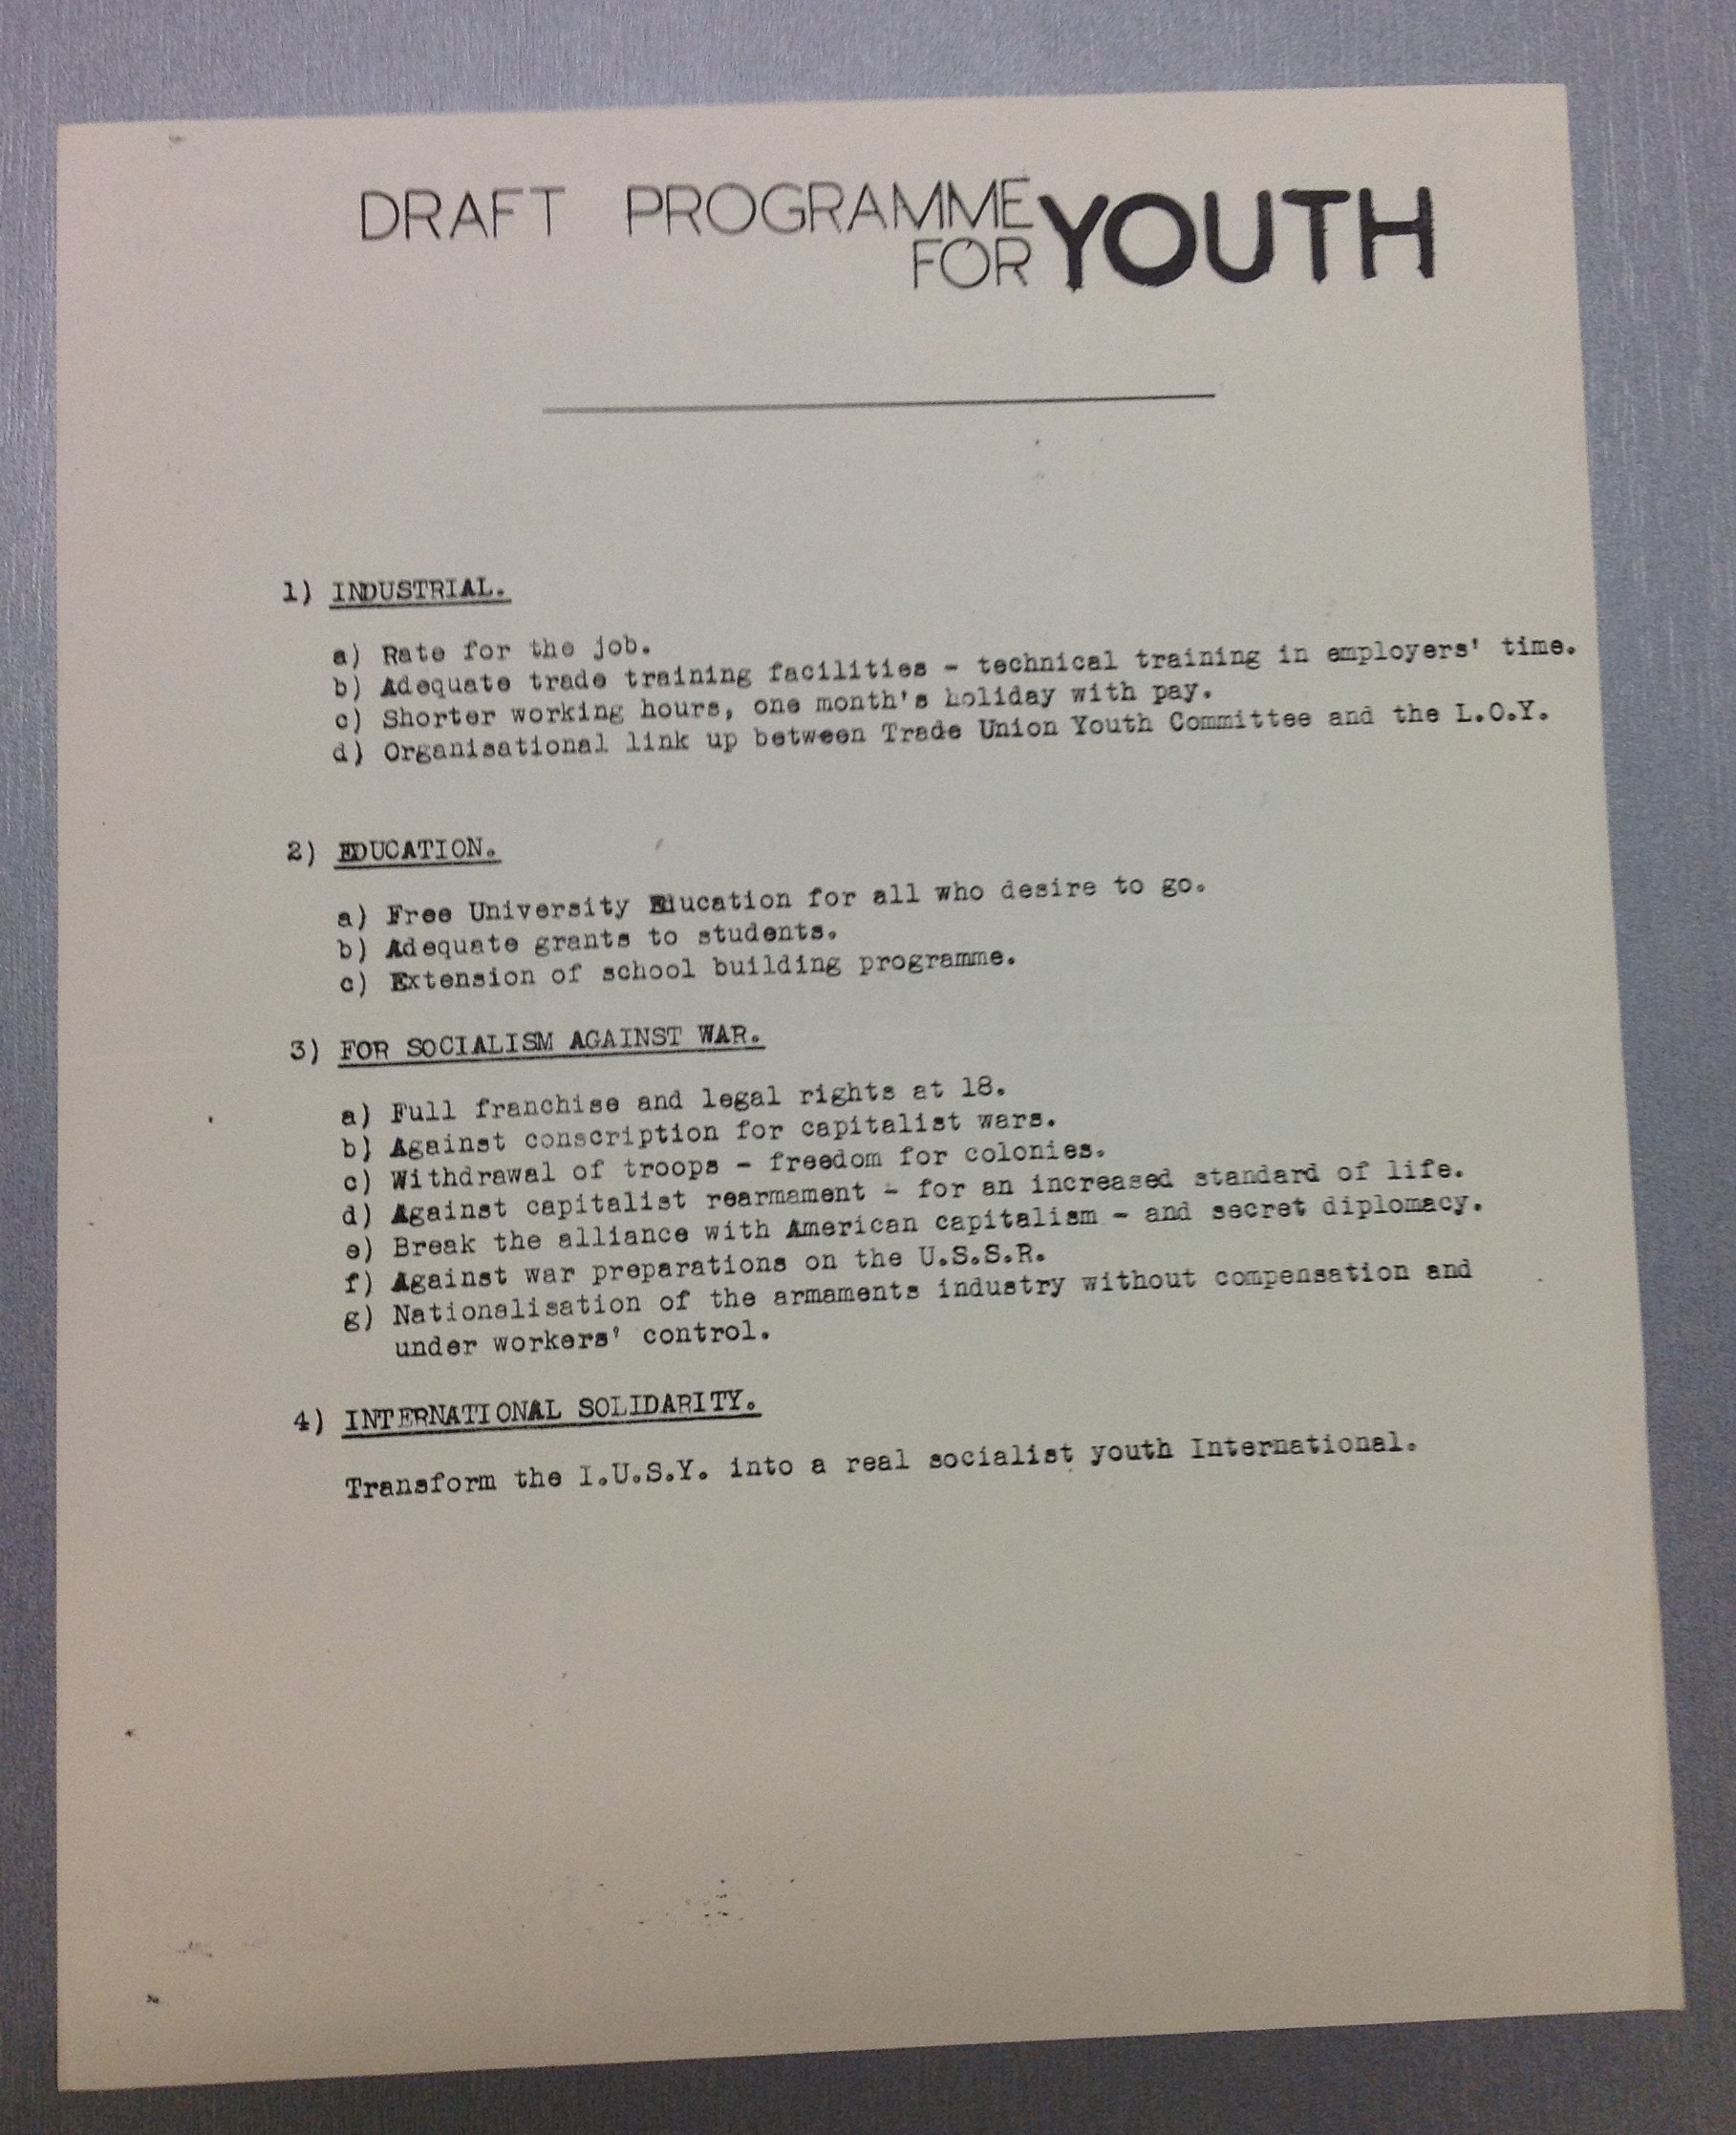 DRAFT PROGRAMME
FOR YOUTH
1) INDUSTRIAL.
a) Rate for the job.
b) Adequate trade training facilities - technical training in employers' time.
c) Shorter working hours, one month's holiday with pay.
d) Organisational link up between Trade Union Youth Committee and the L.O.Y.
2) EDUCATION.
a) Free University Education for all who desire to go.
b) Adequate grants to students.
c) Extension of school building programme.
3) FOR SOCIALISM AGAINST WAR.
a) Full franchise and legal rights at 18.
b) Against conscription for capitalist wars.
c) Withdrawal of troops - freedom for colonies.
d) Against capitalist rearmament - for an increased standard of life.
e) Break the alliance with American capitalism - and secret diplomacy.
f) Against war preparations on the U.S.S.R.
g) Nationalisation of the armaments industry without compensation and
under workers' control.
4) INTERNATIONAL SOLIDARITY.
Transform the I.U.S.Y. into a real socialist youth International.